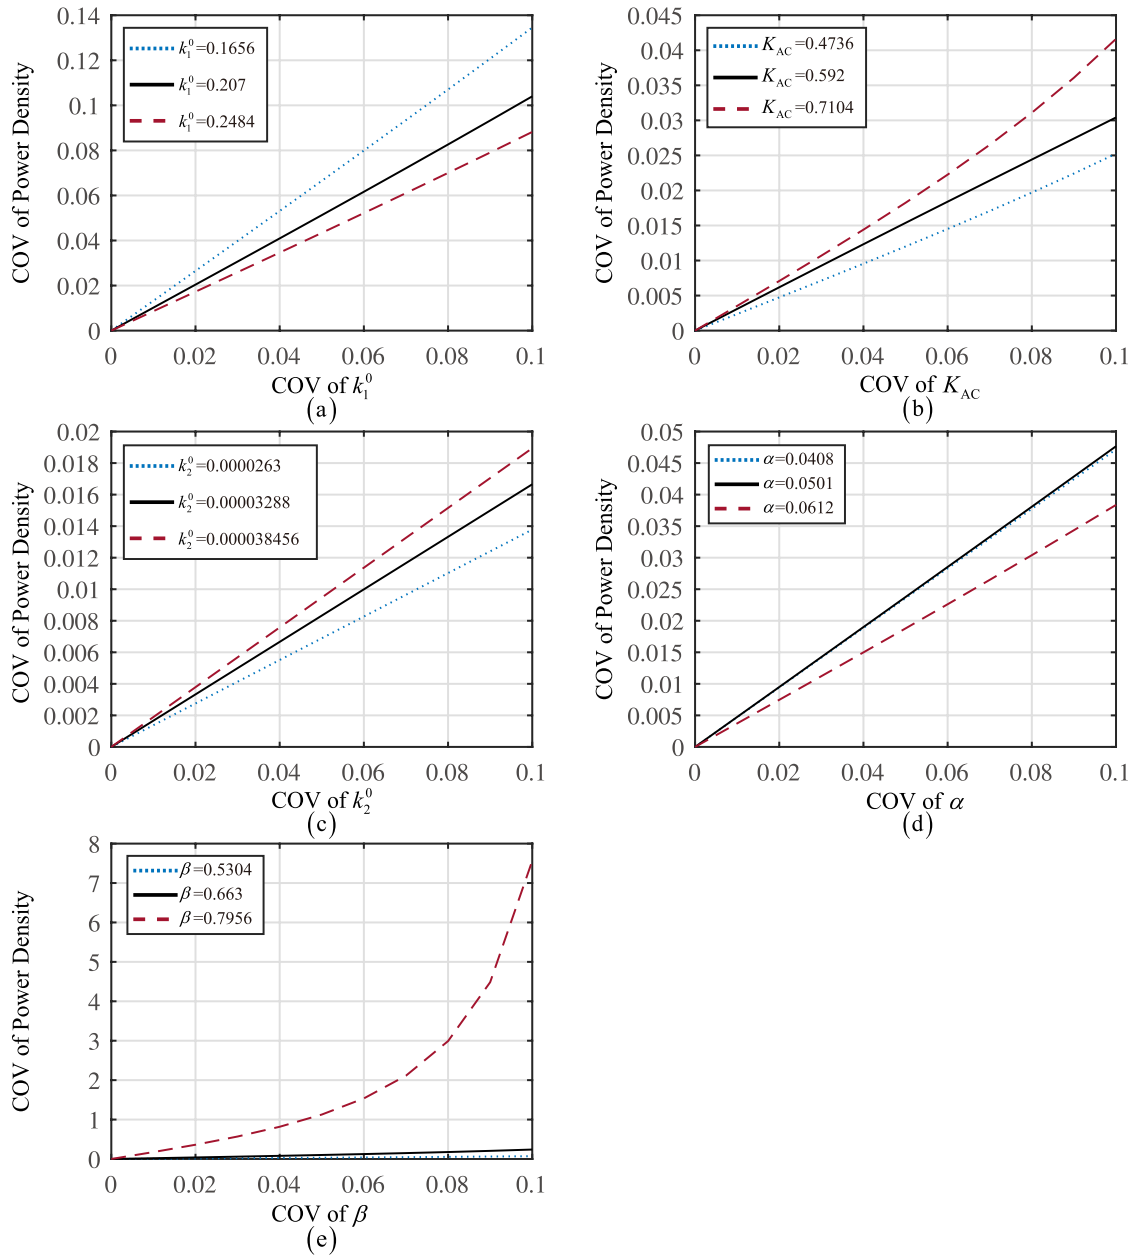 0.14
0.12
0.1
0.08
0.06
0.04
0.02
0
COV of Power Density
k₁⁰=0.1656
k₁⁰=0.207
k₁⁰=0.2484
0 0.02 0.04 0.06 0.08 0.1
COV of k₁⁰
(a)
0.045
0.04
0.035
0.03
0.025
0.02
0.015
0.01
0.005
0
COV of Power Density
K_AC=0.4736
K_AC=0.592
K_AC=0.7104
0 0.02 0.04 0.06 0.08 0.1
COV of K_AC
(b)
0.02
0.018
0.016
0.014
0.012
0.01
0.008
0.006
0.004
0.002
0
COV of Power Density
k₂⁰=0.0000263
k₂⁰=0.00003288
k₂⁰=0.000038456
0 0.02 0.04 0.06 0.08 0.1
COV of k₂⁰
(c)
0.05
0.045
0.04
0.035
0.03
0.025
0.02
0.015
0.01
0.005
0
COV of Power Density
α=0.0408
α=0.0501
α=0.0612
0 0.02 0.04 0.06 0.08 0.1
COV of α
(d)
8
7
6
5
4
3
2
1
0
COV of Power Density
β=0.5304
β=0.663
β=0.7956
0 0.02 0.04 0.06 0.08 0.1
COV of β
(e)